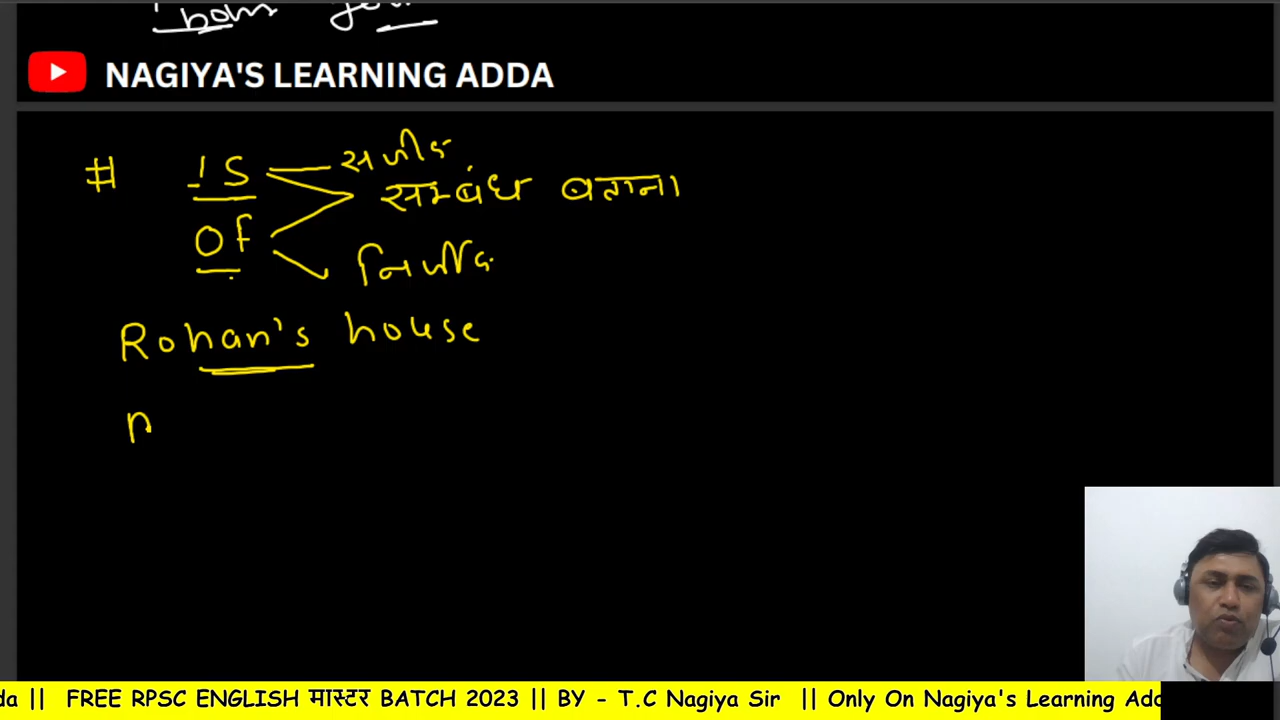 NAGIYA'S LEARNING ADDA
# 's सजीव
सम्बंध बताना
of
निर्जीव
Rohan's house
da || FREE RPSC ENGLISH मास्टर BATCH 2023 || BY - T.C Nagiya Sir || Only On Nagiya's Learning Add